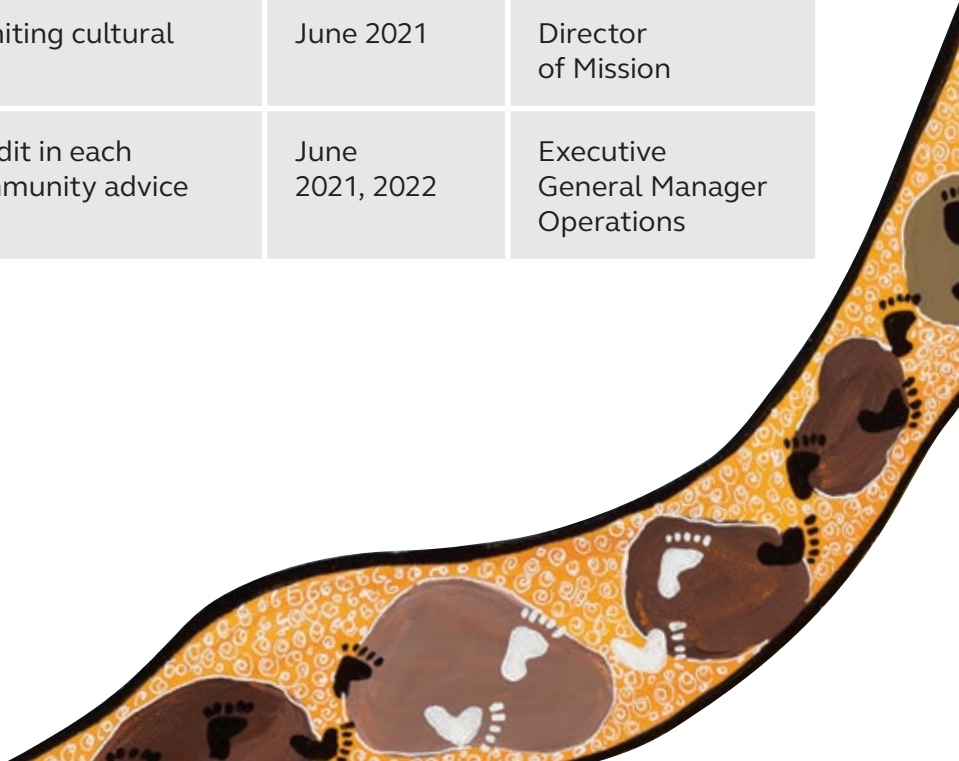 iting cultural
June 2021
Director
of Mission
dit in each
munity advice
June
2021, 2022
Executive
General Manager
Operations